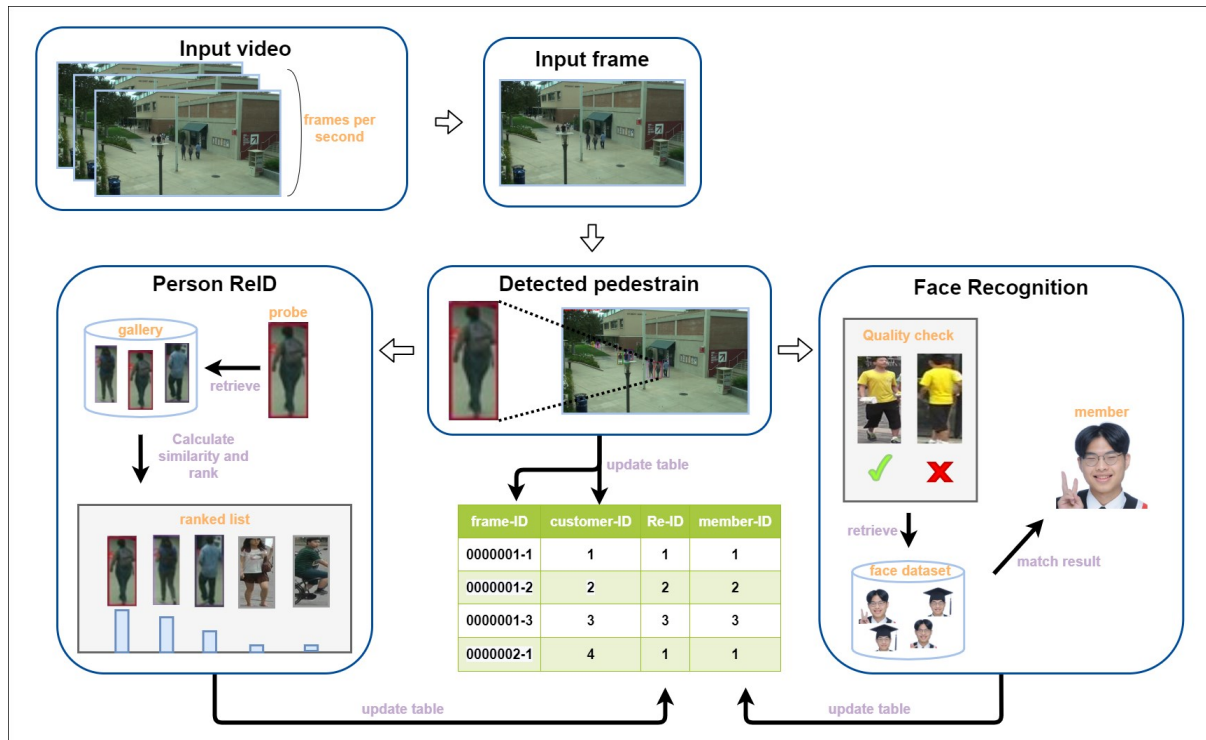 Input video
frames per
second
Input frame
Person ReID
probe
gallery
retrieve
Calculate
similarity and
rank
ranked list
Detected pedestrain
update table
frame-ID customer-ID Re-ID member-ID
0000001-1 1 1 1
0000001-2 2 2 2
0000001-3 3 3 3
0000002-1 4 1 1
Face Recognition
Quality check
member
retrieve
match result
face dataset
update table
update table